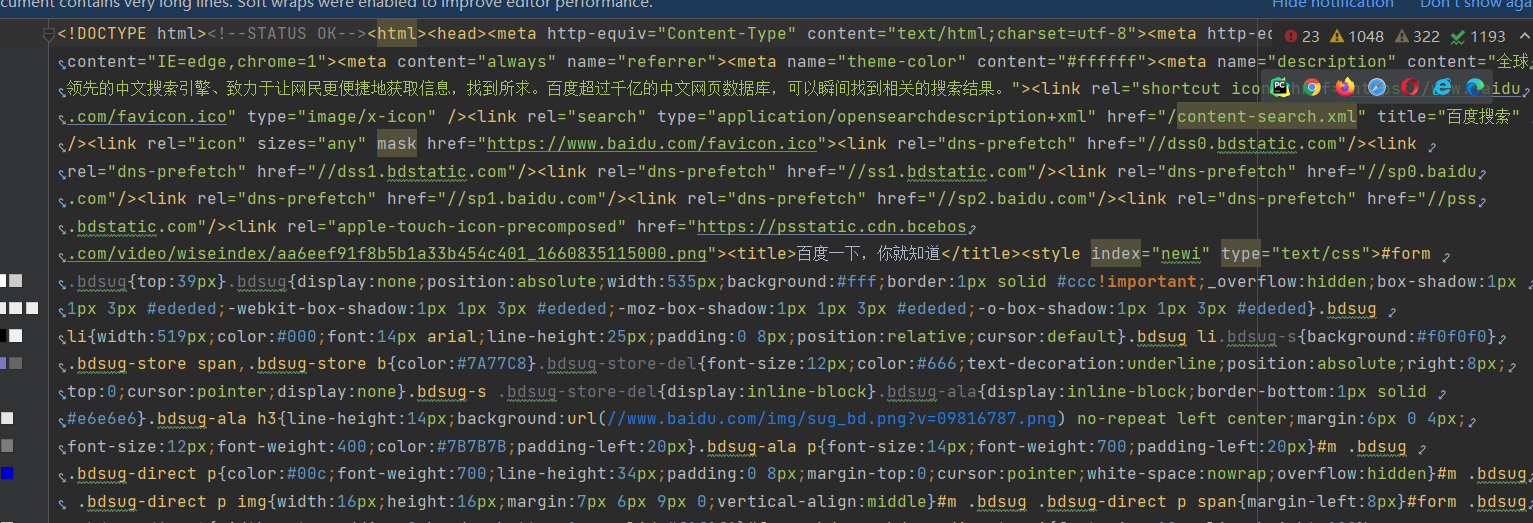 cument contains very long lines. Soft wraps were enabled to improve editor performance. Hide notification Don't show aga
<!DOCTYPE html><!--STATUS OK--><html><head><meta http-equiv="Content-Type" content="text/html;charset=utf-8"><meta http-eq 23 1048 322 1193
content="IE=edge,chrome=1"><meta content="always" name="referrer"><meta name="theme-color" content="#ffffff"><meta name="description" content="全球
领先的中文搜索引擎、致力于让网民更便捷地获取信息，找到所求。百度超过千亿的中文网页数据库，可以瞬间找到相关的搜索结果。"><link rel="shortcut icon" baidu
.com/favicon.ico" type="image/x-icon" /><link rel="search" type="application/opensearchdescription+xml" href="/content-search.xml" title="百度搜索"
/><link rel="icon" sizes="any" mask href="https://www.baidu.com/favicon.ico"><link rel="dns-prefetch" href="//dss0.bdstatic.com"/><link
rel="dns-prefetch" href="//dss1.bdstatic.com"/><link rel="dns-prefetch" href="//ss1.bdstatic.com"/><link rel="dns-prefetch" href="//sp0.baidu
.com"/><link rel="dns-prefetch" href="//sp1.baidu.com"/><link rel="dns-prefetch" href="//sp2.baidu.com"/><link rel="dns-prefetch" href="//pss
.bdstatic.com"/><link rel="apple-touch-icon-precomposed" href="https://psstatic.cdn.bcebos
.com/video/wiseindex/aa6eef91f8b5b1a33b454c401_1660835115000.png"><title>百度一下，你就知道</title><style index="newi" type="text/css">#form
.bdsug{top:39px}.bdsug{display:none;position:absolute;width:535px;background:#fff;border:1px solid #ccc!important;_overflow:hidden;box-shadow:1px
1px 3px #ededed;-webkit-box-shadow:1px 1px 3px #ededed;-moz-box-shadow:1px 1px 3px #ededed;-o-box-shadow:1px 1px 3px #ededed}.bdsug
li{width:519px;color:#000;font:14px arial;line-height:25px;padding:0 8px;position:relative;cursor:default}.bdsug li.bdsug-s{background:#f0f0f0}
.bdsug-store span,.bdsug-store b{color:#7A77C8}.bdsug-store-del{font-size:12px;color:#666;text-decoration:underline;position:absolute;right:8px;
top:0;cursor:pointer;display:none}.bdsug-s .bdsug-store-del{display:inline-block}.bdsug-ala{display:inline-block;border-bottom:1px solid
#e6e6e6}.bdsug-ala h3{line-height:14px;background:url(//www.baidu.com/img/sug_bd.png?v=09816787.png) no-repeat left center;margin:6px 0 4px;
font-size:12px;font-weight:400;color:#7B7B7B;padding-left:20px}.bdsug-ala p{font-size:14px;font-weight:700;padding-left:20px}#m .bdsug
.bdsug-direct p{color:#00c;font-weight:700;line-height:34px;padding:0 8px;margin-top:0;cursor:pointer;white-space:nowrap;overflow:hidden}#m .bdsug
.bdsug-direct p img{width:16px;height:16px;margin:7px 6px 9px 0;vertical-align:middle}#m .bdsug .bdsug-direct p span{margin-left:8px}#form .bdsug